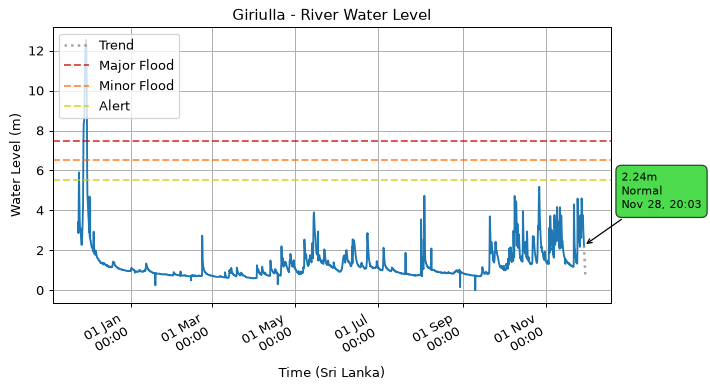 Giriulla - River Water Level
Trend
Major Flood
Minor Flood
Alert
Water Level (m)
12
10
8
6
4
2
0
2.24m
Normal
Nov 28, 20:03
01 Jan
00:00
01 Mar
00:00
01 May
00:00
01 Jul
00:00
01 Sep
00:00
01 Nov
00:00
Time (Sri Lanka)